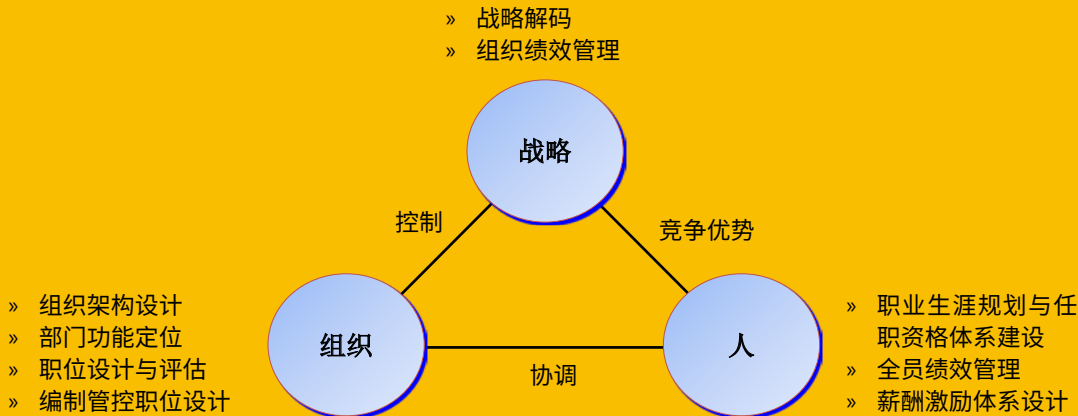 » 战略解码
» 组织绩效管理
战略
控制
竞争优势
» 组织架构设计
» 部门功能定位
» 职位设计与评估
» 编制管控职位设计
组织
协调
人
» 职业生涯规划与任
职资格体系建设
» 全员绩效管理
» 薪酬激励体系设计